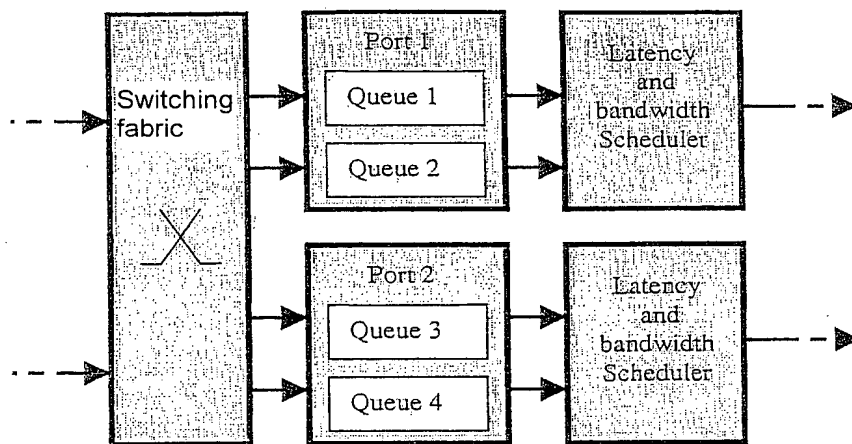 Switching
fabric
Port 1
Queue 1
Queue 2
Latency
and
bandwidth
Scheduler
Port 2
Queue 3
Queue 4
Latency
and
bandwidth
Scheduler